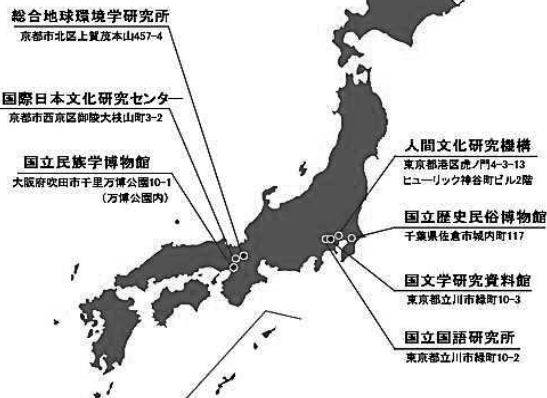 総合地球環境学研究所
京都市北区上賀茂本山457-4
国際日本文化研究センター
京都市西京区御陵大枝山町3-2
国立民族学博物館
大阪府吹田市千里万博公園10-1
(万博公園内)
人間文化研究機構
東京都港区虎ノ門4-3-13
ヒューリック神谷町ビル2階
国立歴史民俗博物館
千葉県佐倉市城内町117
国文学研究資料館
東京都立川市緑町10-3
国立国語研究所
東京都立川市緑町10-2